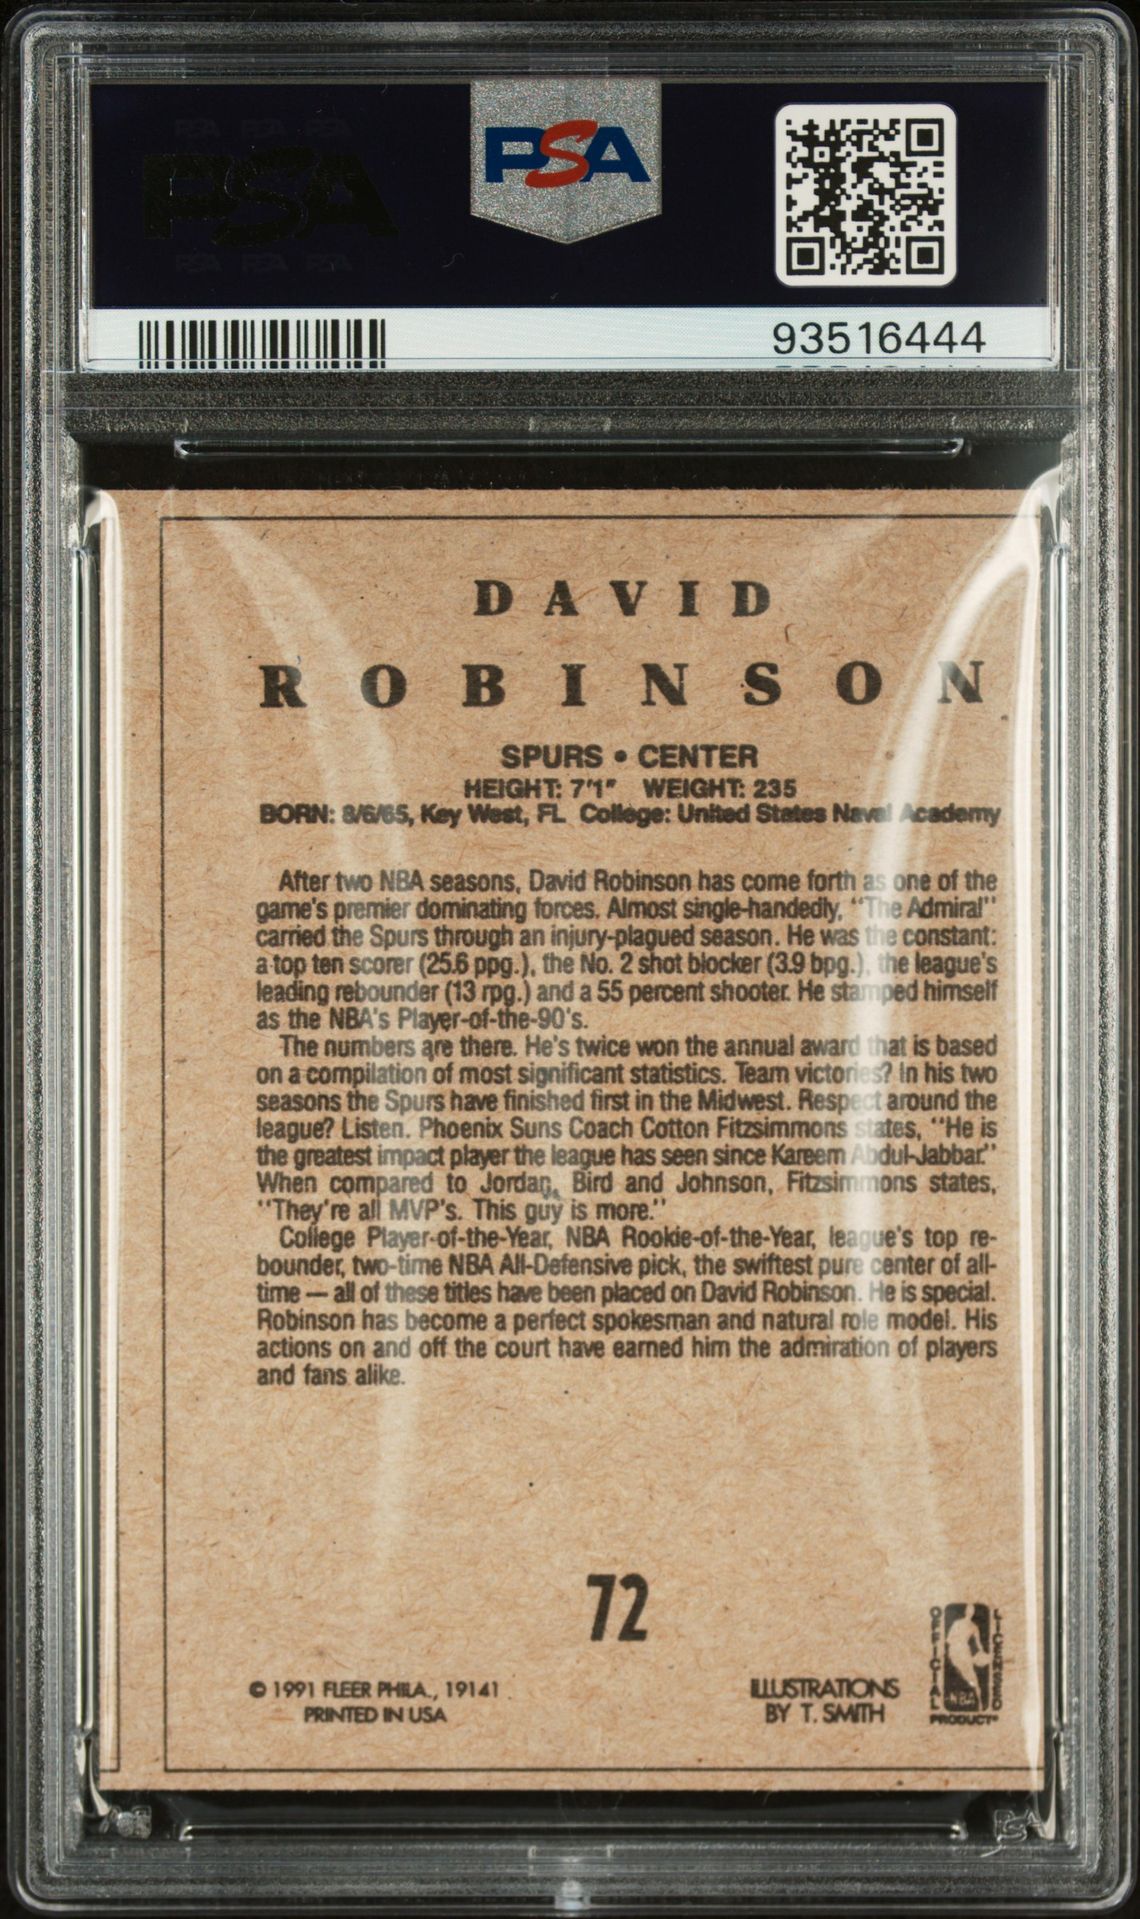 PSA PSA PSA
PSA
PSA PSA PSA
PSA
93516444
DAVID
ROBINSON
SPURS • CENTER
HEIGHT: 7'1" WEIGHT: 235
BORN: 8/6/65, Key West, FL College: United States Naval Academy
After two NBA seasons, David Robinson has come forth as one of the
game's premier dominating forces. Almost single-handedly, "The Admiral"
carried the Spurs through an injury-plagued season. He was the constant:
a top ten scorer (25.6 ppg.), the No. 2 shot blocker (3.9 bpg.), the league's
leading rebounder (13 rpg.) and a 55 percent shooter. He stamped himself
as the NBA's Player-of-the-90's.
The numbers are there. He's twice won the annual award that is based
on a compilation of most significant statistics. Team victories? In his two
seasons the Spurs have finished first in the Midwest. Respect around the
league? Listen. Phoenix Suns Coach Cotton Fitzsimmons states, "He is
the greatest impact player the league has seen since Kareem Abdul-Jabbar."
When compared to Jordan, Bird and Johnson, Fitzsimmons states,
"They're all MVP's. This guy is more."
College Player-of-the-Year, NBA Rookie-of-the-Year, league's top re-
bounder, two-time NBA All-Defensive pick, the swiftest pure center of all-
time — all of these titles have been placed on David Robinson. He is special.
Robinson has become a perfect spokesman and natural role model. His
actions on and off the court have earned him the admiration of players
and fans alike.
72
© 1991 FLEER PHILA., 19141
PRINTED IN USA
ILLUSTRATIONS
BY T. SMITH
OFFICIAL
NBA
LICENSED
PRODUCT®
PSA